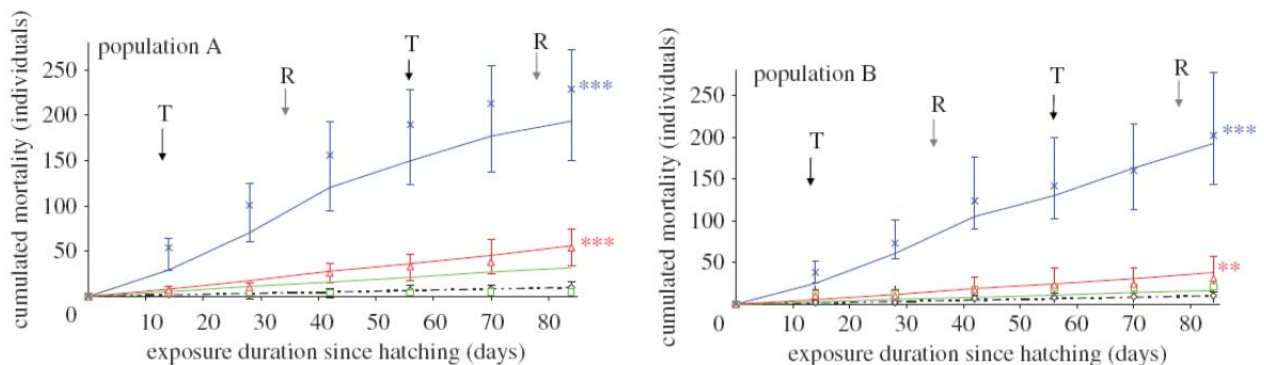 population A
T
R
T
R
***
***
250
200
150
100
50
0
10 20 30 40 50 60 70 80
cumulated mortality (individuals)
exposure duration since hatching (days)
population B
T
R
T
R
***
**
250
200
150
100
50
0
10 20 30 40 50 60 70 80
cumulated mortality (individuals)
exposure duration since hatching (days)